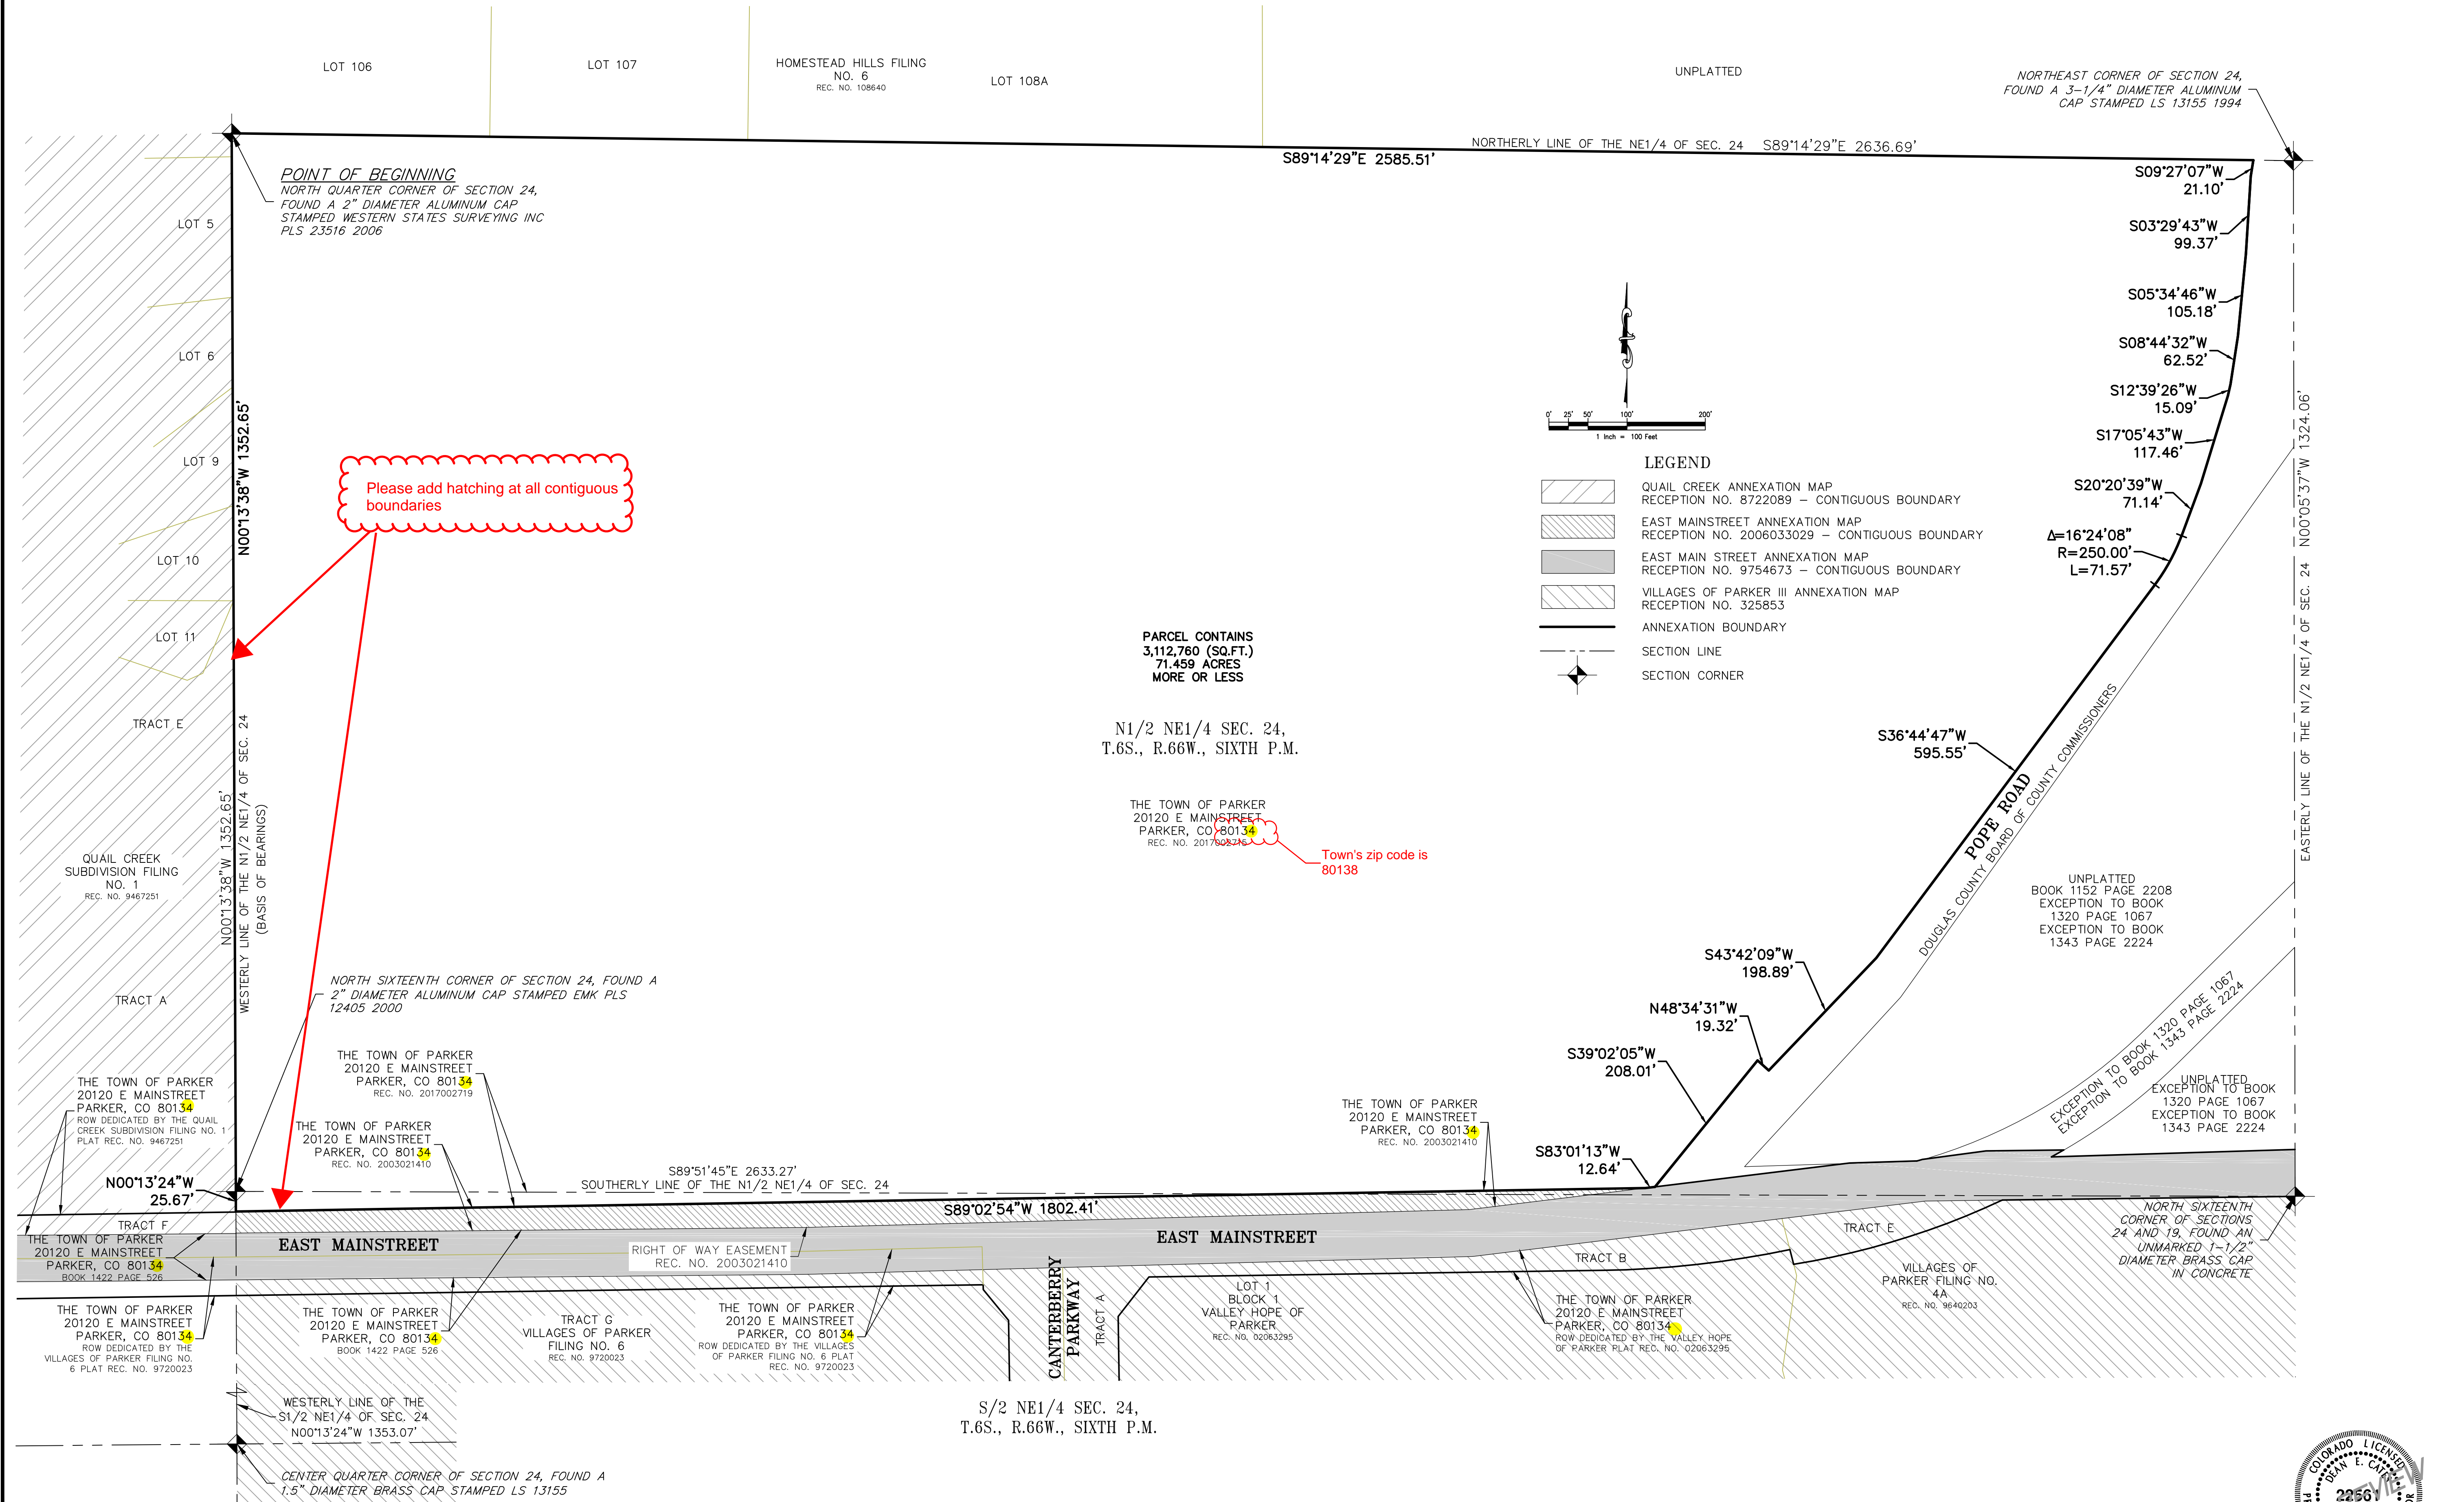 LOT 106
LOT 107
HOMESTEAD HILLS FILING
NO. 6
REC. NO. 108640
LOT 108A
UNPLATTED
NORTHEAST CORNER OF SECTION 24,
FOUND A 3-1/4" DIAMETER ALUMINUM
CAP STAMPED LS 13155 1994
NORTHERLY LINE OF THE NE1/4 OF SEC. 24 S89°14'29"E 2636.69'
S89°14'29"E 2585.51'
POINT OF BEGINNING
NORTH QUARTER CORNER OF SECTION 24,
FOUND A 2" DIAMETER ALUMINUM CAP
STAMPED WESTERN STATES SURVEYING INC
PLS 23516 2006
LOT 5
LOT 6
LOT 9
LOT 10
LOT 11
TRACT E
QUAIL CREEK
SUBDIVISION FILING
NO. 1
REC. NO. 9467251
TRACT A
N00°13'38"W 1352.65'
N00°13'38"W 1352.65'
WESTERLY LINE OF THE N1/2 NE1/4 OF SEC. 24
(BASIS OF BEARINGS)
Please add hatching at all contiguous
boundaries
S09°27'07"W
21.10'
S03°29'43"W
99.37'
S05°34'46"W
105.18'
S08°44'32"W
62.52'
S12°39'26"W
15.09'
S17°05'43"W
117.46'
S20°20'39"W
71.14'
Δ=16°24'08"
R=250.00'
L=71.57'
S36°44'47"W
595.55'
S43°42'09"W
198.89'
N48°34'31"W
19.32'
S39°02'05"W
208.01'
S83°01'13"W
12.64'
EASTERLY LINE OF THE N1/2 NE1/4 OF SEC. 24 N00°05'37"W 1324.06'
0' 25' 50' 100' 200'
1 Inch = 100 Feet
LEGEND
QUAIL CREEK ANNEXATION MAP
RECEPTION NO. 8722089 – CONTIGUOUS BOUNDARY
EAST MAINSTREET ANNEXATION MAP
RECEPTION NO. 2006033029 – CONTIGUOUS BOUNDARY
EAST MAIN STREET ANNEXATION MAP
RECEPTION NO. 9754673 – CONTIGUOUS BOUNDARY
VILLAGES OF PARKER III ANNEXATION MAP
RECEPTION NO. 325853
ANNEXATION BOUNDARY
SECTION LINE
SECTION CORNER
PARCEL CONTAINS
3,112,760 (SQ.FT.)
71.459 ACRES
MORE OR LESS
N1/2 NE1/4 SEC. 24,
T.6S., R.66W., SIXTH P.M.
THE TOWN OF PARKER
20120 E MAINSTREET
PARKER, CO 80134
REC. NO. 2017002715
Town's zip code is
80138
POPE ROAD
DOUGLAS COUNTY BOARD OF COUNTY COMMISSIONERS
UNPLATTED
BOOK 1152 PAGE 2208
EXCEPTION TO BOOK
1320 PAGE 1067
EXCEPTION TO BOOK
1343 PAGE 2224
EXCEPTION TO BOOK 1320 PAGE 1067
EXCEPTION TO BOOK 1343 PAGE 2224
UNPLATTED
EXCEPTION TO BOOK
1320 PAGE 1067
EXCEPTION TO BOOK
1343 PAGE 2224
NORTH SIXTEENTH CORNER OF SECTION 24, FOUND A
2" DIAMETER ALUMINUM CAP STAMPED EMK PLS
12405 2000
THE TOWN OF PARKER
20120 E MAINSTREET
PARKER, CO 80134
REC. NO. 2017002719
THE TOWN OF PARKER
20120 E MAINSTREET
PARKER, CO 80134
ROW DEDICATED BY THE QUAIL
CREEK SUBDIVISION FILING NO. 1
PLAT REC. NO. 9467251
THE TOWN OF PARKER
20120 E MAINSTREET
PARKER, CO 80134
REC. NO. 2003021410
THE TOWN OF PARKER
20120 E MAINSTREET
PARKER, CO 80134
REC. NO. 2003021410
N00°13'24"W
25.67'
S89°51'45"E 2633.27'
SOUTHERLY LINE OF THE N1/2 NE1/4 OF SEC. 24
S89°02'54"W 1802.41'
TRACT F
THE TOWN OF PARKER
20120 E MAINSTREET
PARKER, CO 80134
BOOK 1422 PAGE 526
EAST MAINSTREET
RIGHT OF WAY EASEMENT
REC. NO. 2003021410
EAST MAINSTREET
TRACT B
TRACT E
NORTH SIXTEENTH
CORNER OF SECTIONS
24 AND 19, FOUND AN
UNMARKED 1-1/2"
DIAMETER BRASS CAP
IN CONCRETE
THE TOWN OF PARKER
20120 E MAINSTREET
PARKER, CO 80134
ROW DEDICATED BY THE
VILLAGES OF PARKER FILING NO.
6 PLAT REC. NO. 9720023
THE TOWN OF PARKER
20120 E MAINSTREET
PARKER, CO 80134
BOOK 1422 PAGE 526
TRACT G
VILLAGES OF PARKER
FILING NO. 6
REC. NO. 9720023
THE TOWN OF PARKER
20120 E MAINSTREET
PARKER, CO 80134
ROW DEDICATED BY THE VILLAGES
OF PARKER FILING NO. 6 PLAT
REC. NO. 9720023
CANTERBERRY
PARKWAY
TRACT A
LOT 1
BLOCK 1
VALLEY HOPE OF
PARKER
REC. NO. 02063295
THE TOWN OF PARKER
20120 E MAINSTREET
PARKER, CO 80134
ROW DEDICATED BY THE VALLEY HOPE
OF PARKER PLAT REC. NO. 02063295
VILLAGES OF
PARKER FILING NO.
4A
REC. NO. 9640203
WESTERLY LINE OF THE
S1/2 NE1/4 OF SEC. 24
N00°13'24"W 1353.07'
S/2 NE1/4 SEC. 24,
T.6S., R.66W., SIXTH P.M.
CENTER QUARTER CORNER OF SECTION 24, FOUND A
1.5" DIAMETER BRASS CAP STAMPED LS 13155
COLORADO LICENSED
DEAN E.
22561